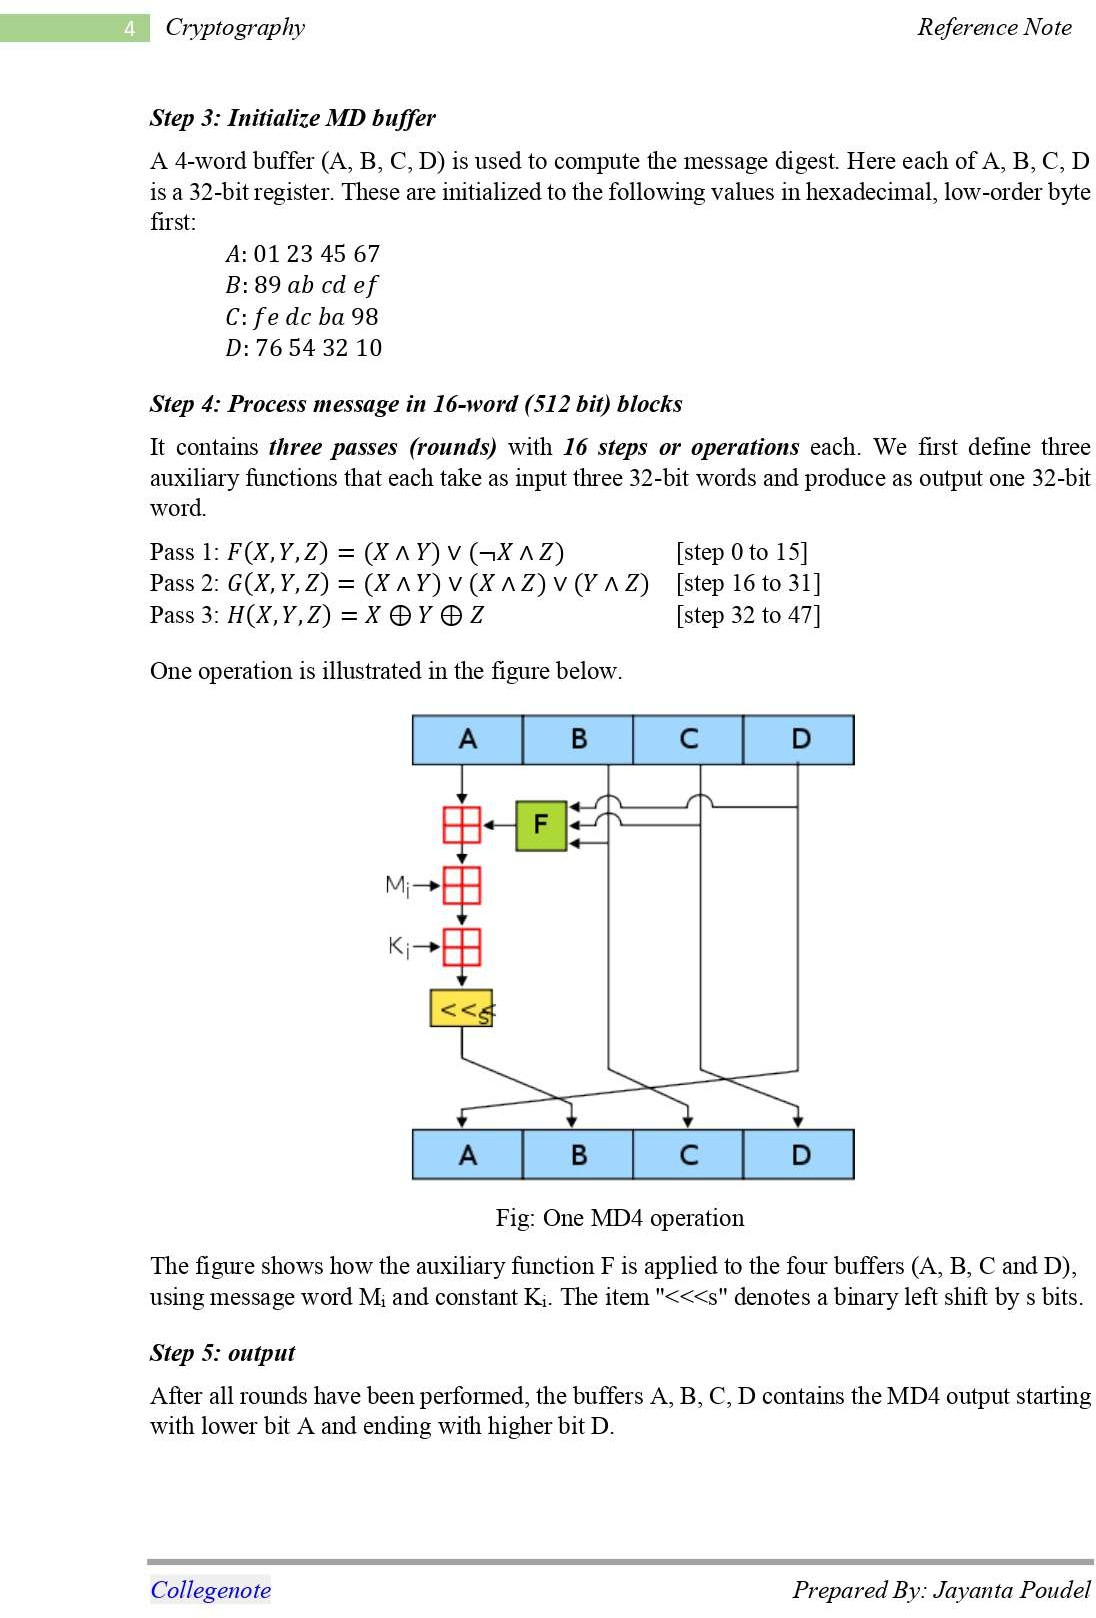 4 Cryptography Reference Note
Step 3: Initialize MD buffer
A 4-word buffer (A, B, C, D) is used to compute the message digest. Here each of A, B, C, D
is a 32-bit register. These are initialized to the following values in hexadecimal, low-order byte
first:
A: 01 23 45 67
B: 89 ab cd ef
C: fe dc ba 98
D: 76 54 32 10
Step 4: Process message in 16-word (512 bit) blocks
It contains three passes (rounds) with 16 steps or operations each. We first define three
auxiliary functions that each take as input three 32-bit words and produce as output one 32-bit
word.
Pass 1: F(X,Y,Z) = (X ∧ Y) ∨ (¬X ∧ Z) [step 0 to 15]
Pass 2: G(X,Y,Z) = (X ∧ Y) ∨ (X ∧ Z) ∨ (Y ∧ Z) [step 16 to 31]
Pass 3: H(X,Y,Z) = X ⊕ Y ⊕ Z [step 32 to 47]
One operation is illustrated in the figure below.
A B C D
F
Mi
Ki
<<<s
A B C D
Fig: One MD4 operation
The figure shows how the auxiliary function F is applied to the four buffers (A, B, C and D),
using message word Mi and constant Ki. The item "<<<s" denotes a binary left shift by s bits.
Step 5: output
After all rounds have been performed, the buffers A, B, C, D contains the MD4 output starting
with lower bit A and ending with higher bit D.
Collegenote Prepared By: Jayanta Poudel